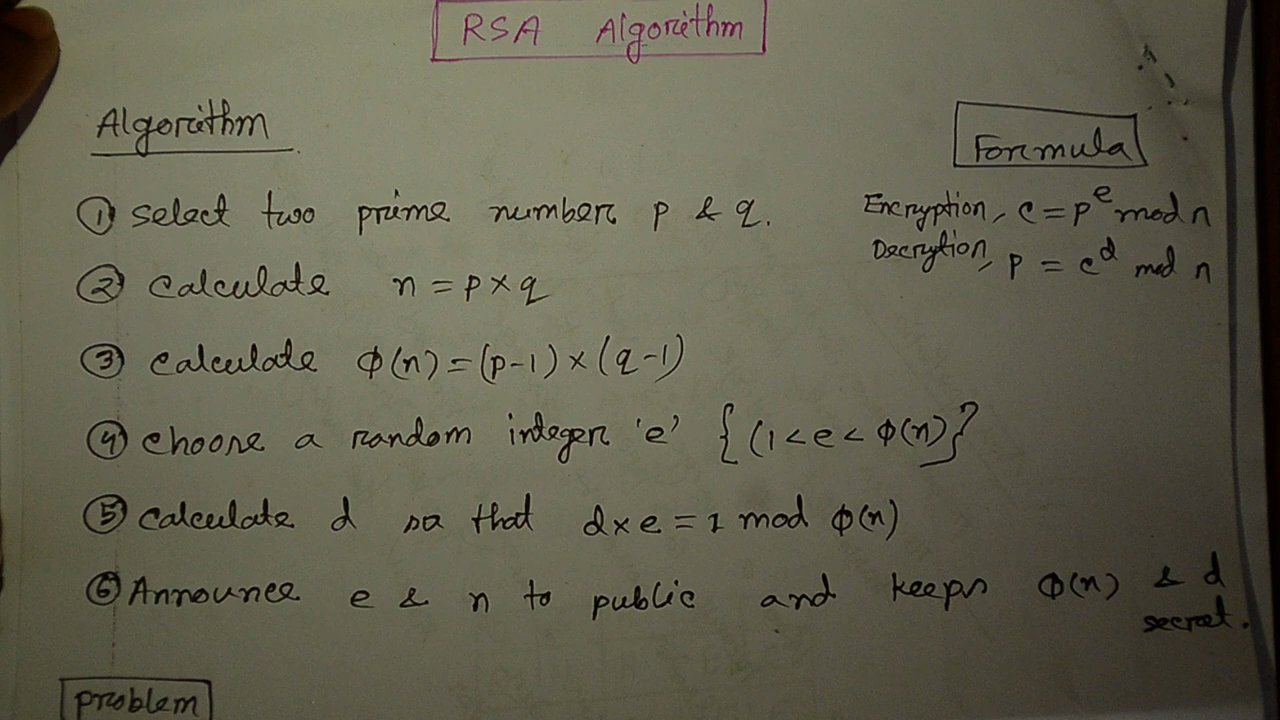 RSA Algorithm
Algorithm
Formula
① select two prime number p & q.
Encryption, c = p^e mod n
Decrytion, p = c^d mod n
② calculate n = p × q
③ calculate φ(n) = (p-1) × (q-1)
④ choose a random integer 'e' {(1 < e < φ(n)}
⑤ calculate d so that d × e = 1 mod φ(n)
⑥ Announce e & n to public and keeps φ(n) & d
secret.
problem